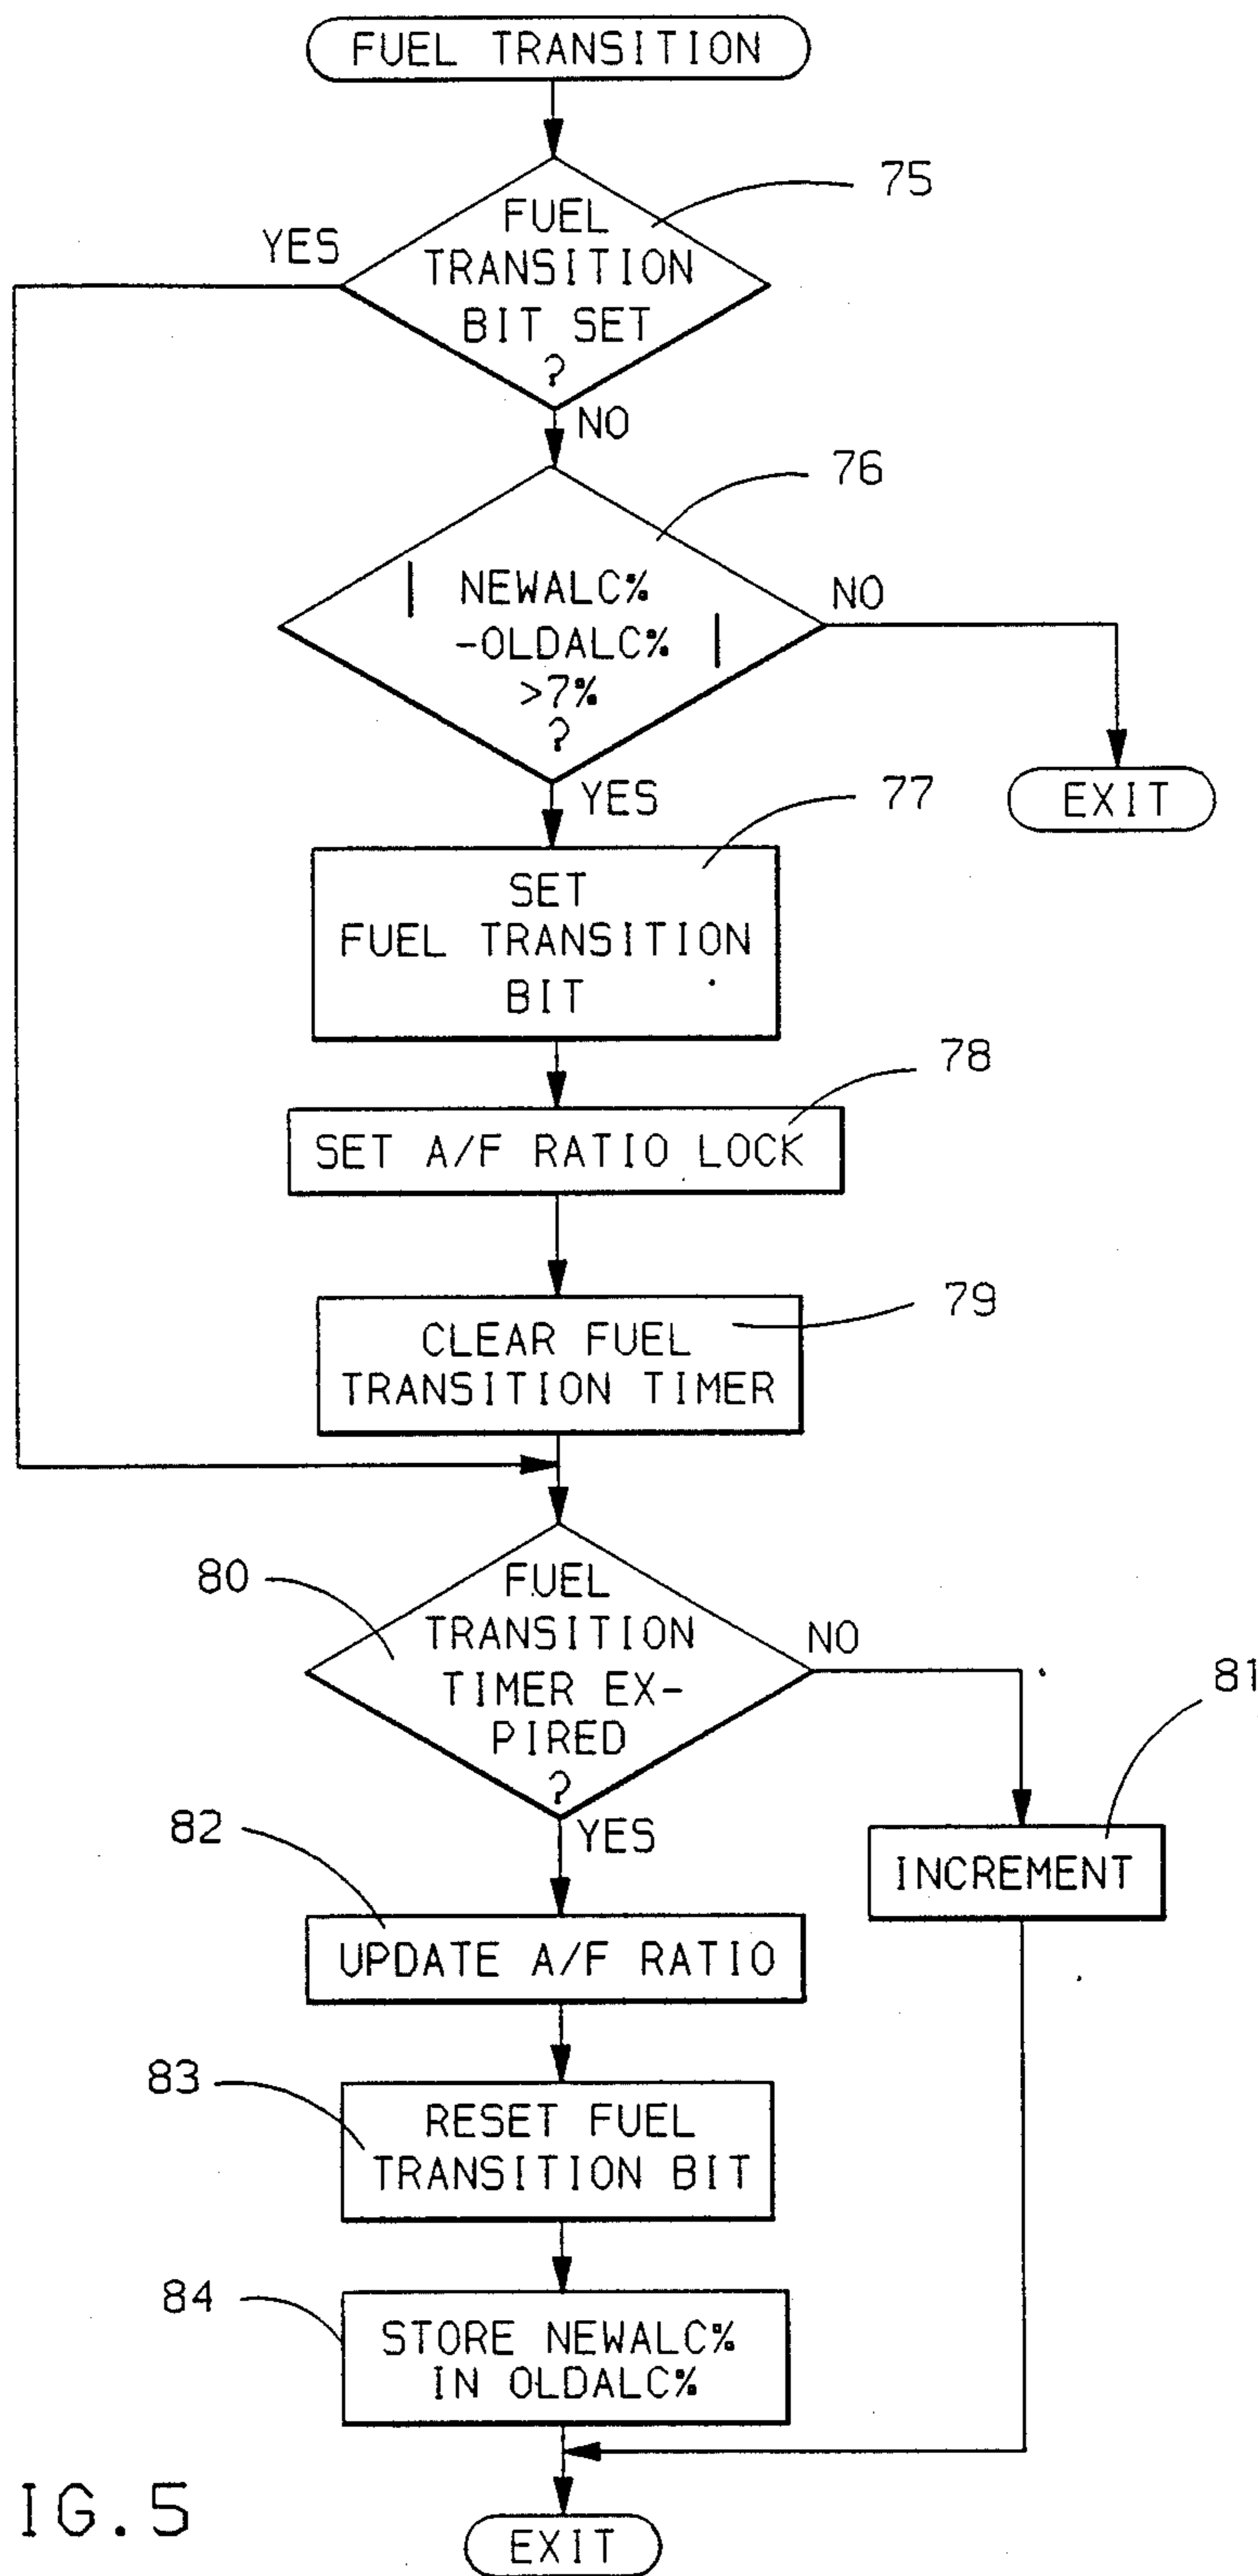 FUEL TRANSITION
75
FUEL
TRANSITION
BIT SET
?
YES
NO
76
| NEWALC%
-OLDALC% |
>7%
?
NO
EXIT
YES
77
SET
FUEL TRANSITION
BIT
78
SET A/F RATIO LOCK
79
CLEAR FUEL
TRANSITION TIMER
80
FUEL
TRANSITION
TIMER EX-
PIRED
?
NO
81
INCREMENT
YES
82
UPDATE A/F RATIO
83
RESET FUEL
TRANSITION BIT
84
STORE NEWALC%
IN OLDALC%
EXIT
IG.5